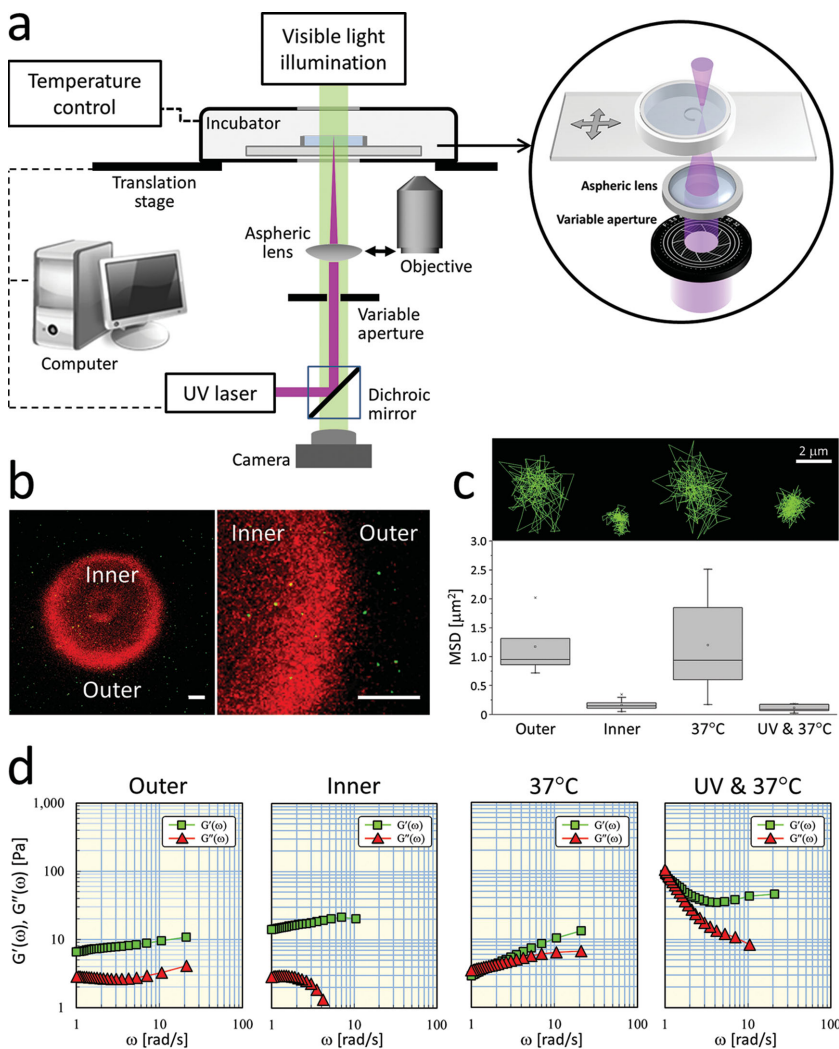 a
Visible light
illumination
Temperature
control
Incubator
Translation
stage
Aspheric
lens
Objective
Variable
aperture
Computer
UV laser
Dichroic
mirror
Camera
Aspheric lens
Variable aperture
b
Inner
Outer
Inner
Outer
c
2 μm
MSD [μm²]
3.0
2.5
2.0
1.5
1.0
0.5
0
Outer
Inner
37°C
UV & 37°C
d
Outer
Inner
37°C
UV & 37°C
G′(ω), G″(ω) [Pa]
1,000
100
10
1
G′(ω)
G″(ω)
G′(ω)
G″(ω)
G′(ω)
G″(ω)
G′(ω)
G″(ω)
1
10
100
1
10
100
1
10
100
1
10
100
ω [rad/s]
ω [rad/s]
ω [rad/s]
ω [rad/s]